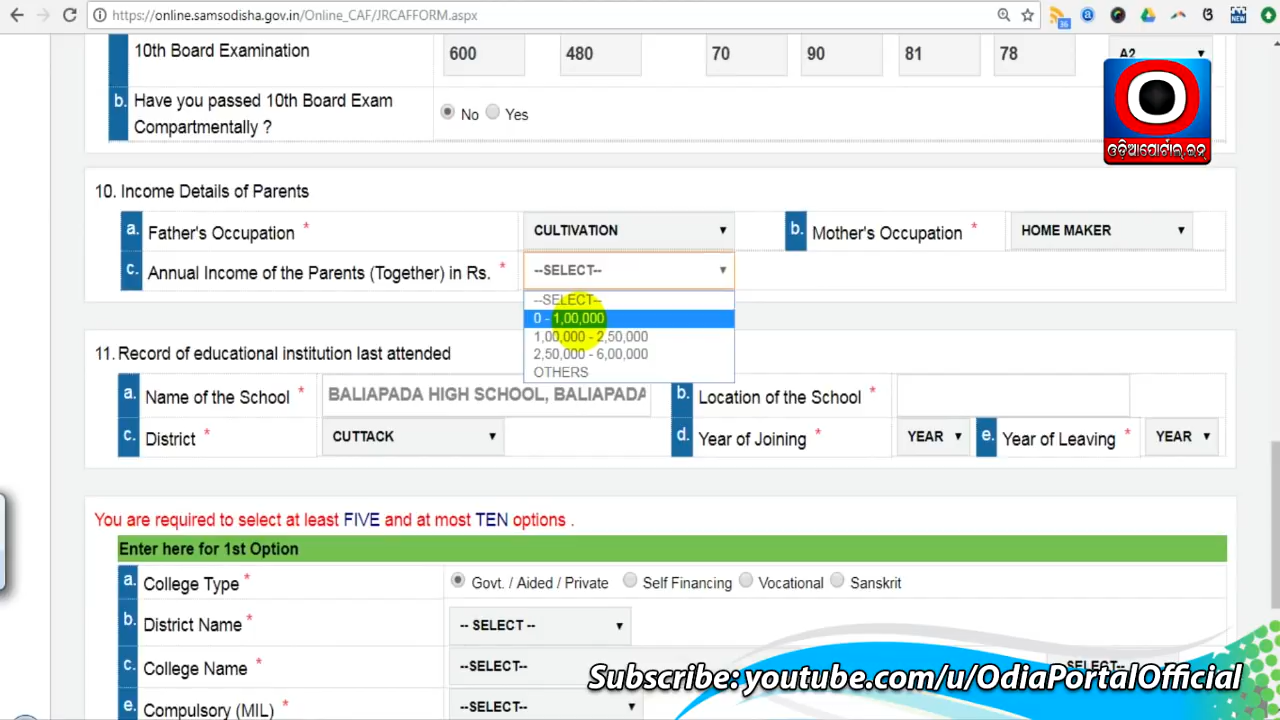 https://online.samsodisha.gov.in/Online_CAF/JRCAFFORM.aspx
36
NEW
10th Board Examination 600 480 70 90 81 78 A2
ଓଡ଼ିଆପୋର୍ଟାଲ୍.ଇନ୍
b. Have you passed 10th Board Exam
Compartmentally ? No Yes
10. Income Details of Parents
a. Father's Occupation * CULTIVATION b. Mother's Occupation * HOME MAKER
c. Annual Income of the Parents (Together) in Rs. * --SELECT--
--SELECT--
0 - 1,00,000
1,00,000 - 2,50,000
2,50,000 - 6,00,000
OTHERS
11. Record of educational institution last attended
a. Name of the School * BALIAPADA HIGH SCHOOL, BALIAPADA b. Location of the School *
c. District * CUTTACK d. Year of Joining * YEAR e. Year of Leaving * YEAR
You are required to select at least FIVE and at most TEN options .
Enter here for 1st Option
a. College Type * Govt. / Aided / Private Self Financing Vocational Sanskrit
b. District Name * -- SELECT --
c. College Name * --SELECT-- --SELECT--
Subscribe: youtube.com/u/OdiaPortalOfficial
e. Compulsory (MIL) * --SELECT--